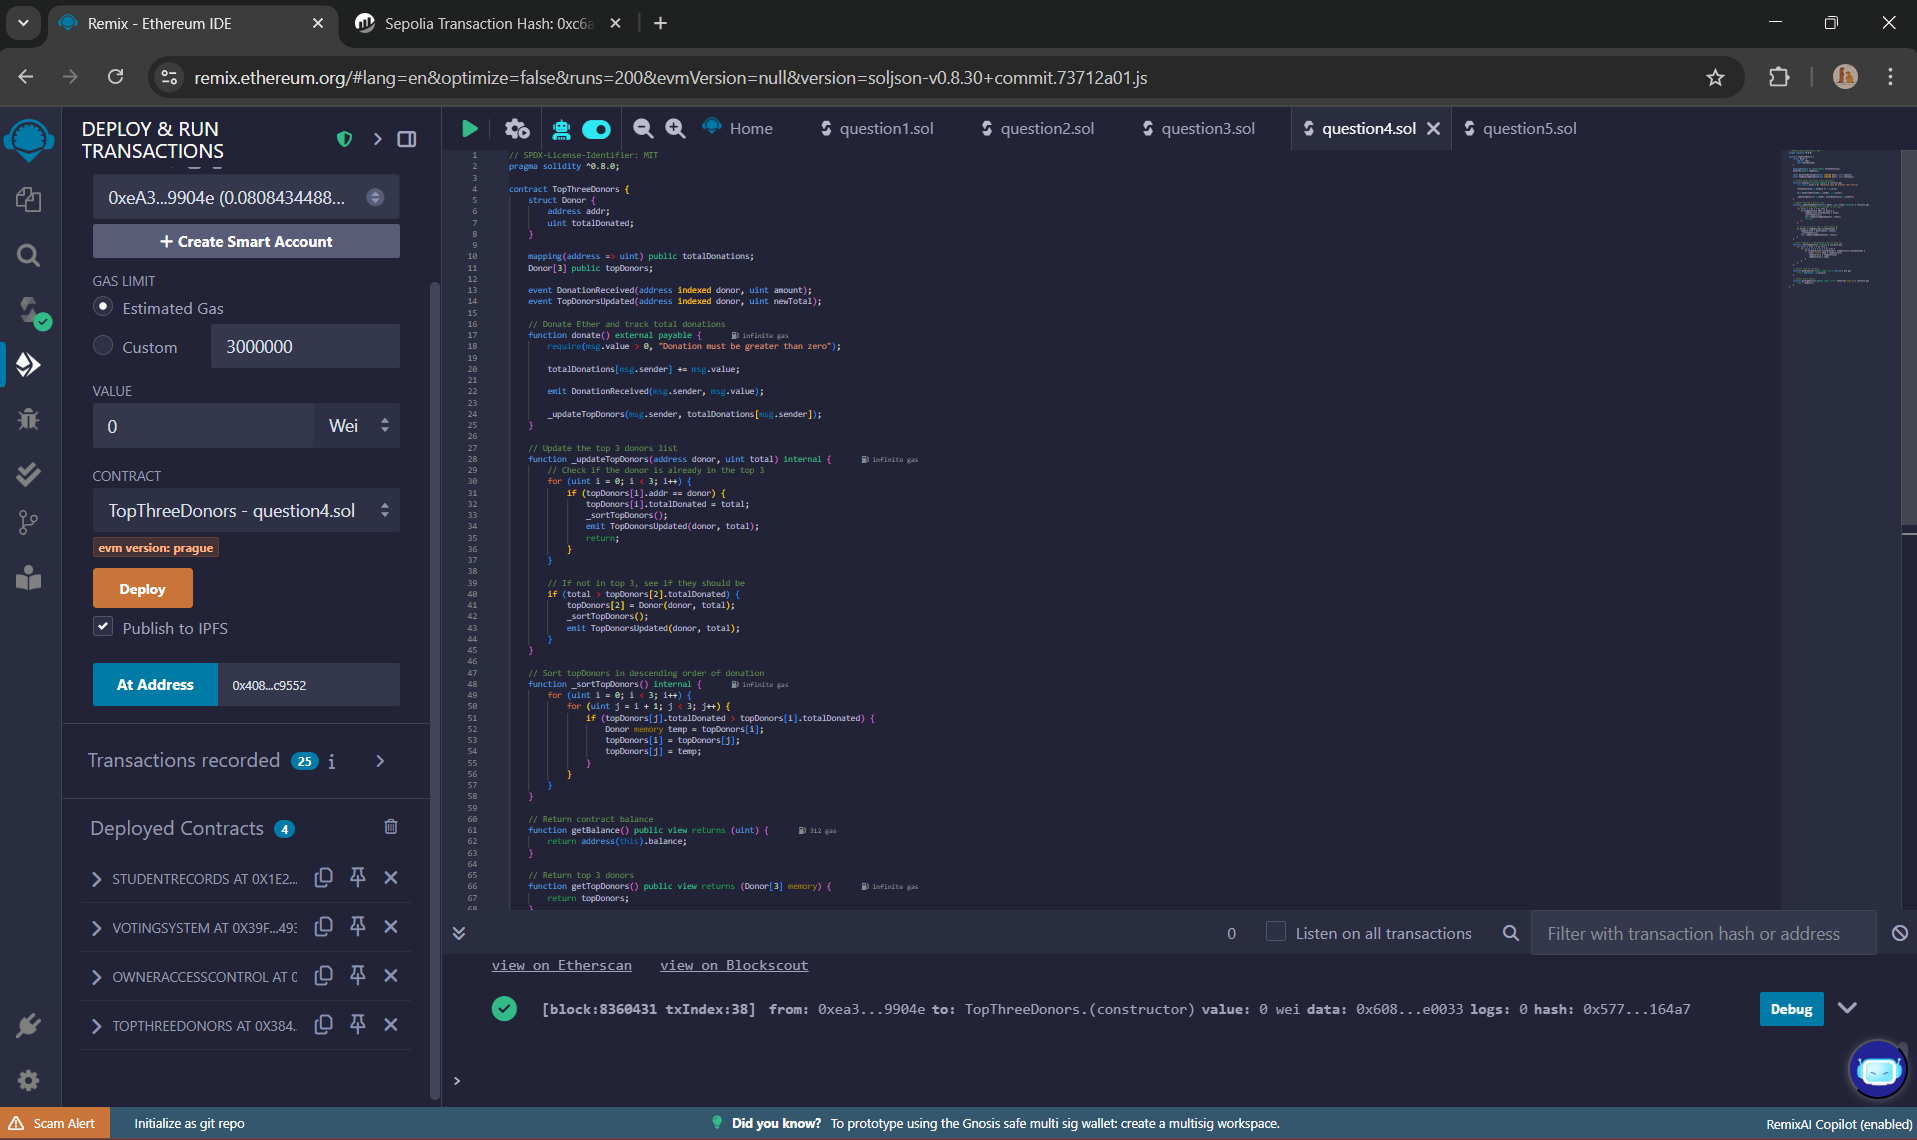 Remix - Ethereum IDE
Sepolia Transaction Hash: 0xc6a
remix.ethereum.org/#lang=en&optimize=false&runs=200&evmVersion=null&version=soljson-v0.8.30+commit.73712a01.js
DEPLOY & RUN
TRANSACTIONS
0xeA3...9904e (0.0808434488...
+ Create Smart Account
GAS LIMIT
Estimated Gas
Custom
3000000
VALUE
0
Wei
CONTRACT
TopThreeDonors - question4.sol
evm version: prague
Deploy
Publish to IPFS
At Address
0x408...c9552
Transactions recorded 25 i
Deployed Contracts 4
STUDENTRECORDS AT 0X1E2...
VOTINGSYSTEM AT 0X39F...493
OWNERACCESSCONTROL AT 0
TOPTHREEDONORS AT 0X384.
Home
question1.sol
question2.sol
question3.sol
question4.sol
question5.sol
1 // SPDX-License-Identifier: MIT
2 pragma solidity ^0.8.0;
3
4 contract TopThreeDonors {
5 struct Donor {
6 address addr;
7 uint totalDonated;
8 }
9
10 mapping(address => uint) public totalDonations;
11 Donor[3] public topDonors;
12
13 event DonationReceived(address indexed donor, uint amount);
14 event TopDonorsUpdated(address indexed donor, uint newTotal);
15
16 // Donate Ether and track total donations
17 function donate() external payable { infinite gas
18 require(msg.value > 0, "Donation must be greater than zero");
19
20 totalDonations[msg.sender] += msg.value;
21
22 emit DonationReceived(msg.sender, msg.value);
23
24 _updateTopDonors(msg.sender, totalDonations[msg.sender]);
25 }
26
27 // Update the top 3 donors list
28 function _updateTopDonors(address donor, uint total) internal { infinite gas
29 // Check if the donor is already in the top 3
30 for (uint i = 0; i < 3; i++) {
31 if (topDonors[i].addr == donor) {
32 topDonors[i].totalDonated = total;
33 _sortTopDonors();
34 emit TopDonorsUpdated(donor, total);
35 return;
36 }
37 }
38
39 // If not in top 3, see if they should be
40 if (total > topDonors[2].totalDonated) {
41 topDonors[2] = Donor(donor, total);
42 _sortTopDonors();
43 emit TopDonorsUpdated(donor, total);
44 }
45 }
46
47 // Sort topDonors in descending order of donation
48 function _sortTopDonors() internal { infinite gas
49 for (uint i = 0; i < 3; i++) {
50 for (uint j = i + 1; j < 3; j++) {
51 if (topDonors[j].totalDonated > topDonors[i].totalDonated) {
52 Donor memory temp = topDonors[i];
53 topDonors[i] = topDonors[j];
54 topDonors[j] = temp;
55 }
56 }
57 }
58 }
59
60 // Return contract balance
61 function getBalance() public view returns (uint) { 312 gas
62 return address(this).balance;
63 }
64
65 // Return top 3 donors
66 function getTopDonors() public view returns (Donor[3] memory) { infinite gas
67 return topDonors;
68 }
0
Listen on all transactions
Filter with transaction hash or address
view on Etherscan view on Blockscout
[block:8360431 txIndex:38] from: 0xea3...9904e to: TopThreeDonors.(constructor) value: 0 wei data: 0x608...e0033 logs: 0 hash: 0x577...164a7
Debug
>
Scam Alert
Initialize as git repo
Did you know? To prototype using the Gnosis safe multi sig wallet: create a multisig workspace.
RemixAI Copilot (enabled)